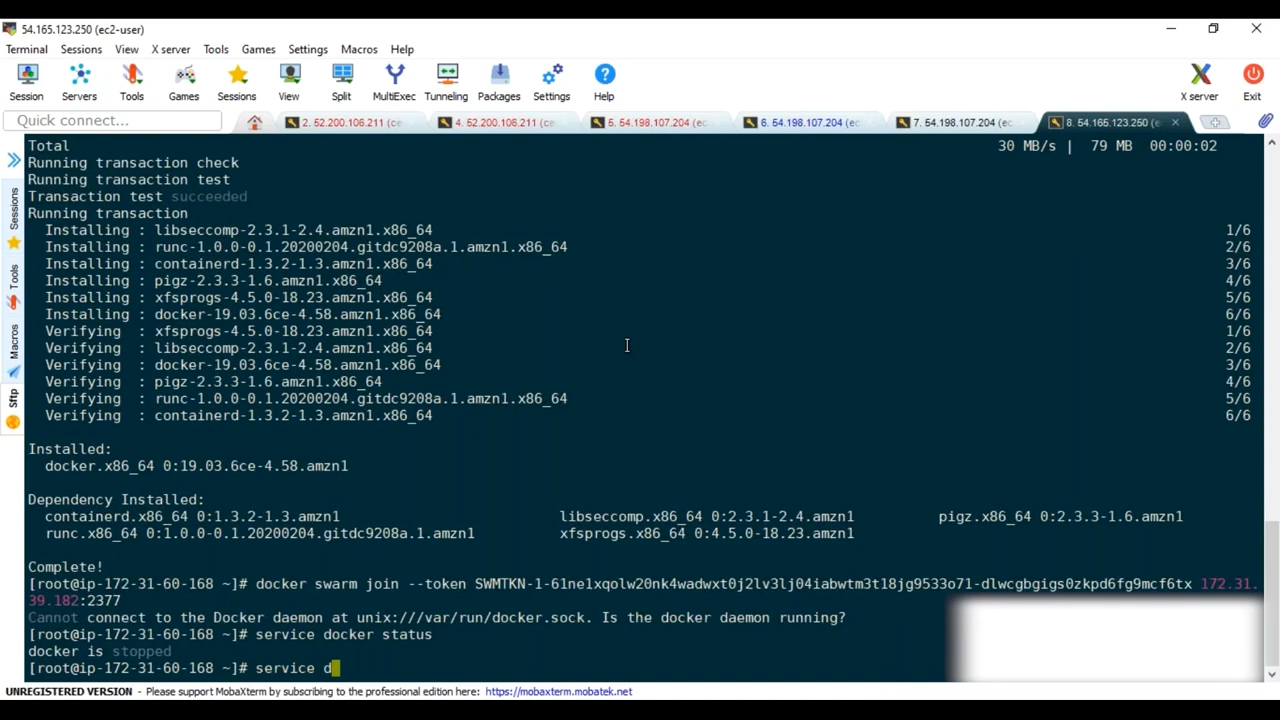 54.165.123.250 (ec2-user)
Terminal Sessions View X server Tools Games Settings Macros Help
Session Servers Tools Games Sessions View Split MultiExec Tunneling Packages Settings Help X server Exit
Quick connect... 2. 52.200.106.211 (ce 4. 52.200.106.211 (ec 5. 54.198.107.204 (ec 6. 54.198.107.204 (ec 7. 54.198.107.204 (ec 8. 54.165.123.250 (e
Total 30 MB/s | 79 MB 00:00:02
Running transaction check
Running transaction test
Transaction test succeeded
Running transaction
Installing : libseccomp-2.3.1-2.4.amzn1.x86_64 1/6
Installing : runc-1.0.0-0.1.20200204.gitdc9208a.1.amzn1.x86_64 2/6
Installing : containerd-1.3.2-1.3.amzn1.x86_64 3/6
Installing : pigz-2.3.3-1.6.amzn1.x86_64 4/6
Installing : xfsprogs-4.5.0-18.23.amzn1.x86_64 5/6
Installing : docker-19.03.6ce-4.58.amzn1.x86_64 6/6
Verifying : xfsprogs-4.5.0-18.23.amzn1.x86_64 1/6
Verifying : libseccomp-2.3.1-2.4.amzn1.x86_64 2/6
Verifying : docker-19.03.6ce-4.58.amzn1.x86_64 3/6
Verifying : pigz-2.3.3-1.6.amzn1.x86_64 4/6
Verifying : runc-1.0.0-0.1.20200204.gitdc9208a.1.amzn1.x86_64 5/6
Verifying : containerd-1.3.2-1.3.amzn1.x86_64 6/6
Installed:
docker.x86_64 0:19.03.6ce-4.58.amzn1
Dependency Installed:
containerd.x86_64 0:1.3.2-1.3.amzn1 libseccomp.x86_64 0:2.3.1-2.4.amzn1 pigz.x86_64 0:2.3.3-1.6.amzn1
runc.x86_64 0:1.0.0-0.1.20200204.gitdc9208a.1.amzn1 xfsprogs.x86_64 0:4.5.0-18.23.amzn1
Complete!
[root@ip-172-31-60-168 ~]# docker swarm join --token SWMTKN-1-61ne1xqolw20nk4wadwxt0j2lv3lj04iabwtm3t18jg9533o71-dlwcgbgigs0zkpd6fg9mcf6tx 172.31.
39.182:2377
Cannot connect to the Docker daemon at unix:///var/run/docker.sock. Is the docker daemon running?
[root@ip-172-31-60-168 ~]# service docker status
docker is stopped
[root@ip-172-31-60-168 ~]# service d
UNREGISTERED VERSION - Please support MobaXterm by subscribing to the professional edition here: https://mobaxterm.mobatek.net
Sessions
Tools
Macros
Sftp